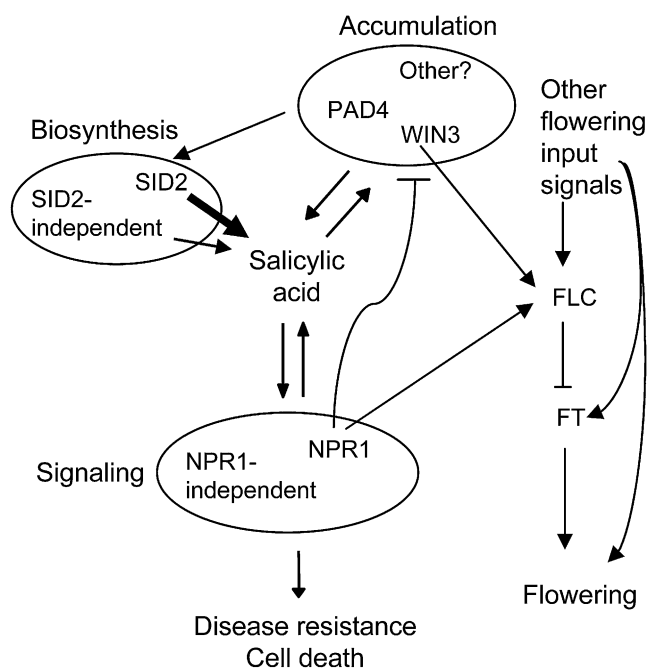 Accumulation
Other?
PAD4
WIN3
Other
flowering
input
signals
Biosynthesis
SID2
SID2-
independent
Salicylic
acid
FLC
FT
Signaling
NPR1
NPR1-
independent
Flowering
Disease resistance
Cell death